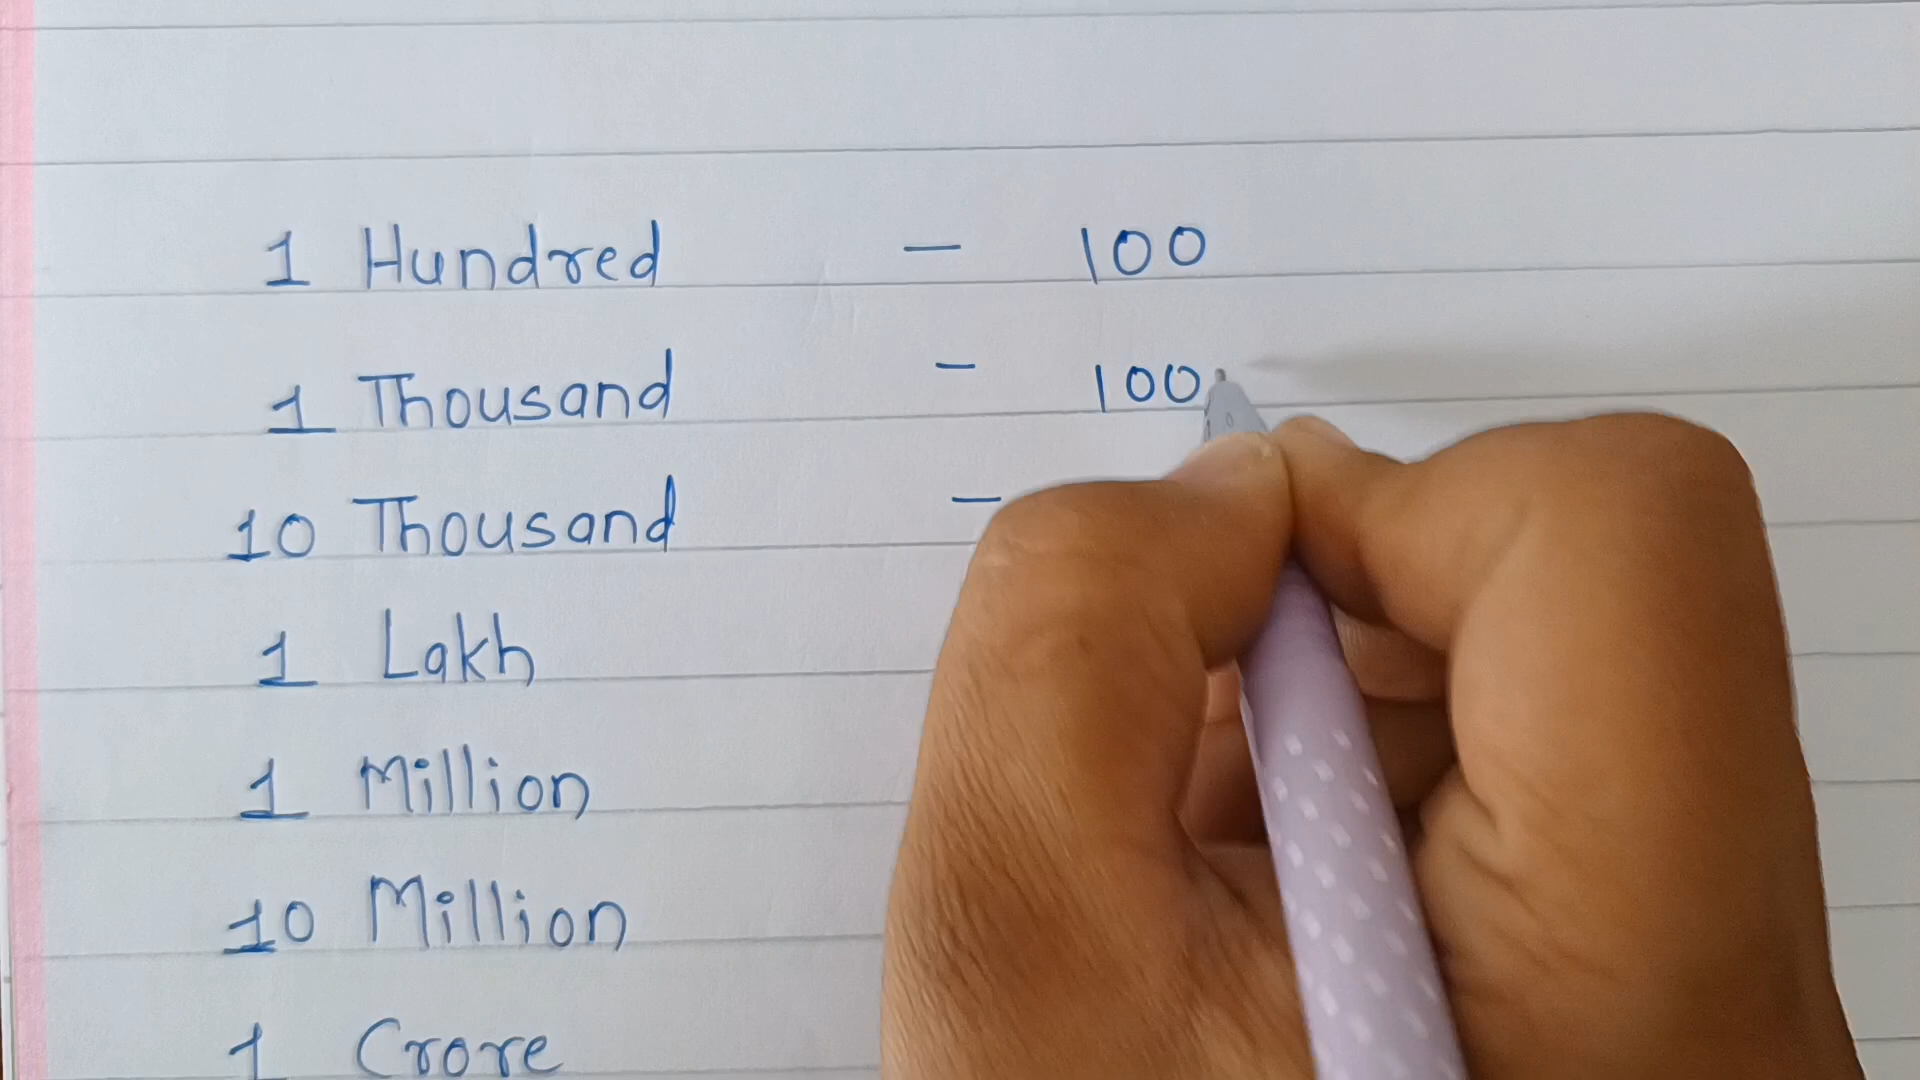 1 Hundred - 100
1 Thousand - 100
10 Thousand -
1 Lakh
1 Million
10 Million
1 Crore